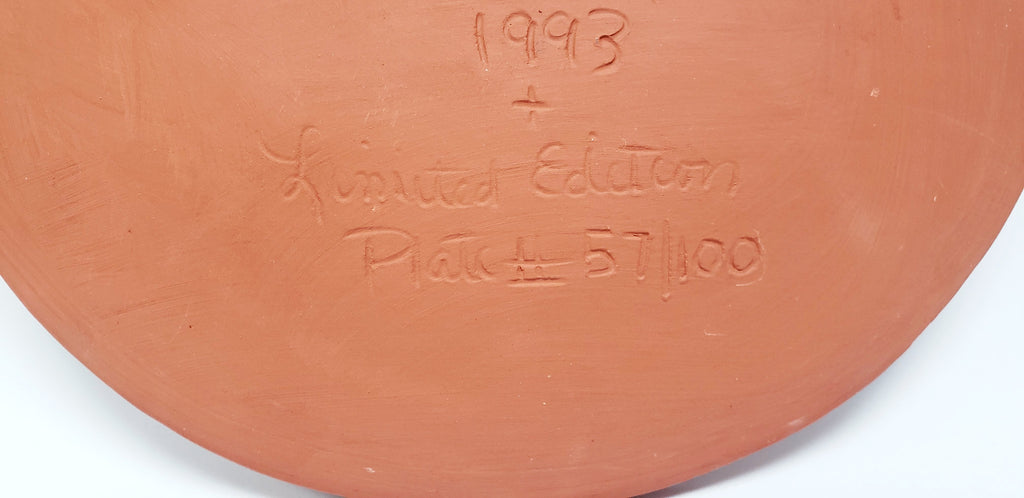 1993
+
Limited Edition
Plate # 57/100